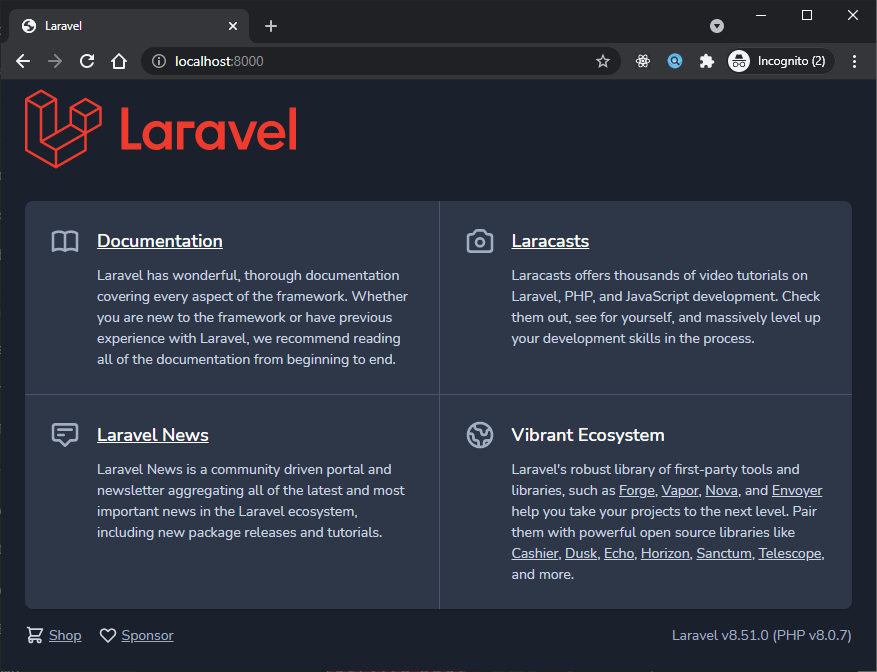 Laravel
localhost:8000
Incognito (2)
Laravel
Documentation
Laravel has wonderful, thorough documentation
covering every aspect of the framework. Whether
you are new to the framework or have previous
experience with Laravel, we recommend reading
all of the documentation from beginning to end.
Laracasts
Laracasts offers thousands of video tutorials on
Laravel, PHP, and JavaScript development. Check
them out, see for yourself, and massively level up
your development skills in the process.
Laravel News
Laravel News is a community driven portal and
newsletter aggregating all of the latest and most
important news in the Laravel ecosystem,
including new package releases and tutorials.
Vibrant Ecosystem
Laravel's robust library of first-party tools and
libraries, such as Forge, Vapor, Nova, and Envoyer
help you take your projects to the next level. Pair
them with powerful open source libraries like
Cashier, Dusk, Echo, Horizon, Sanctum, Telescope,
and more.
Shop
Sponsor
Laravel v8.51.0 (PHP v8.0.7)